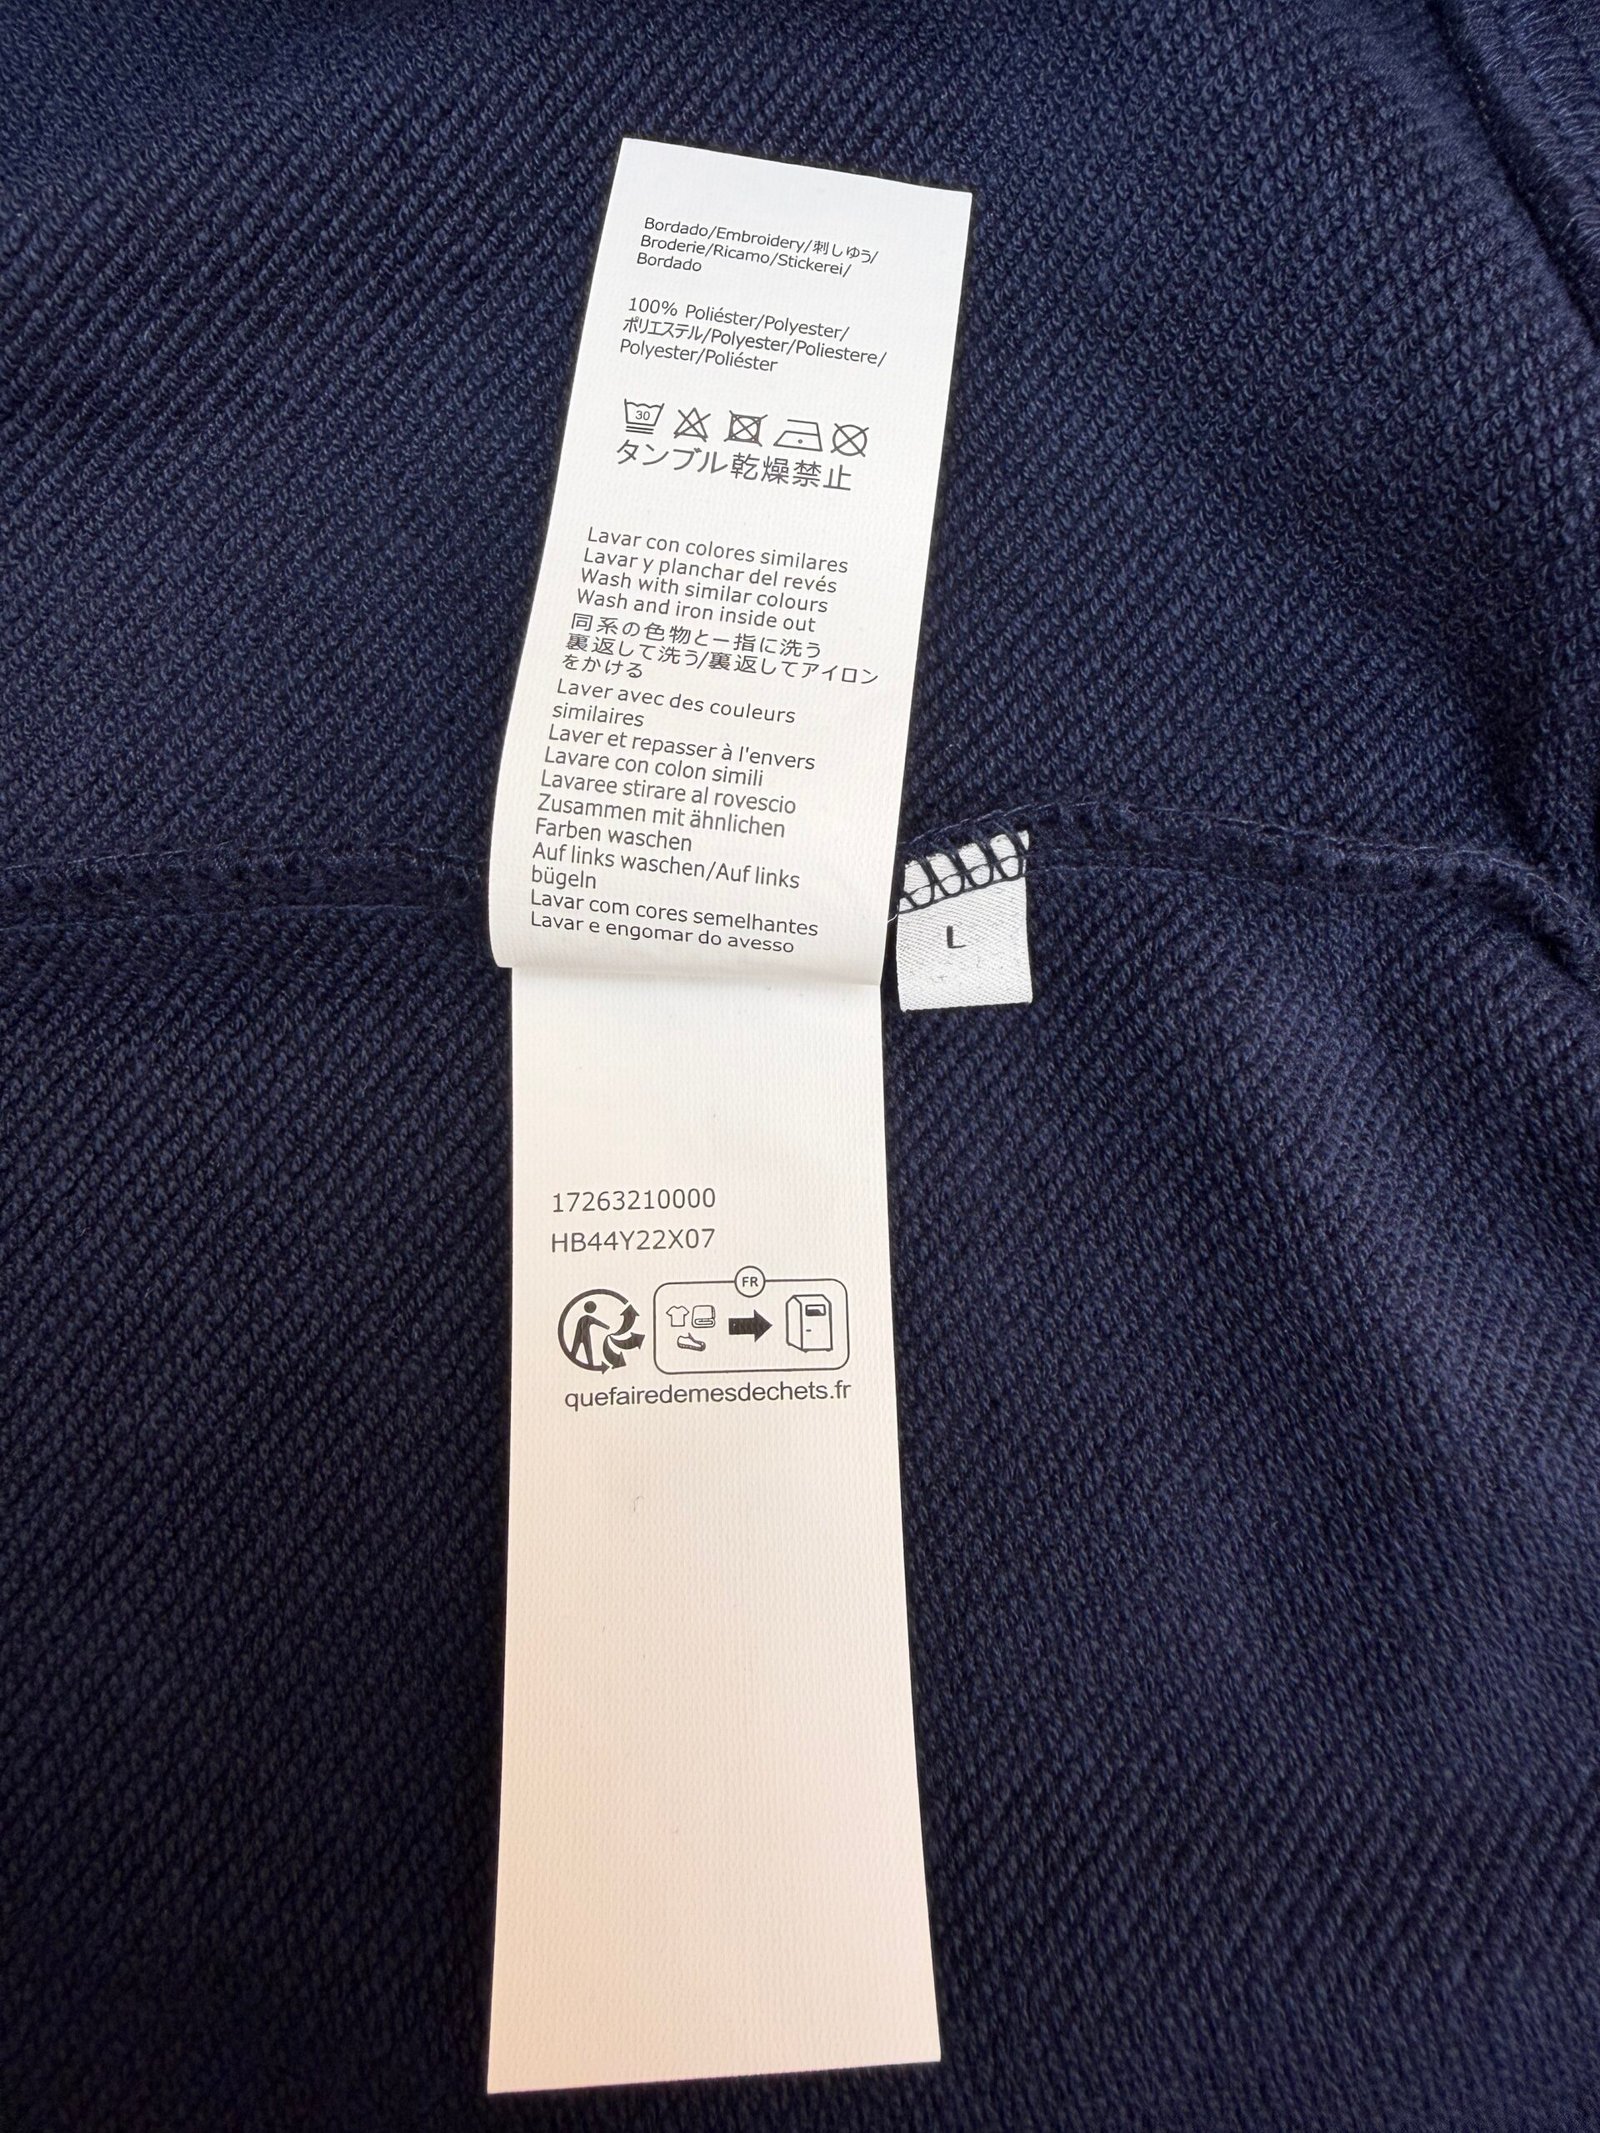 Bordado/Embroidery/刺しゆう/
Broderie/Ricamo/Stickerei/
Bordado
100% Poliéster/Polyester/
ポリエステル/Polyester/Poliestere/
Polyester/Poliéster
30
タンブル乾燥禁止
Lavar con colores similares
Lavar y planchar del revés
Wash with similar colours
Wash and iron inside out
同系の色物と一指に洗う
裏返して洗う/裏返してアイロン
をかける
Laver avec des couleurs
similaires
Laver et repasser à l'envers
Lavare con colon simili
Lavaree stirare al rovescio
Zusammen mit ähnlichen
Farben waschen
Auf links waschen/Auf links
bügeln
Lavar com cores semelhantes
Lavar e engomar do avesso
L
17263210000
HB44Y22X07
FR
quefairedemesdechets.fr